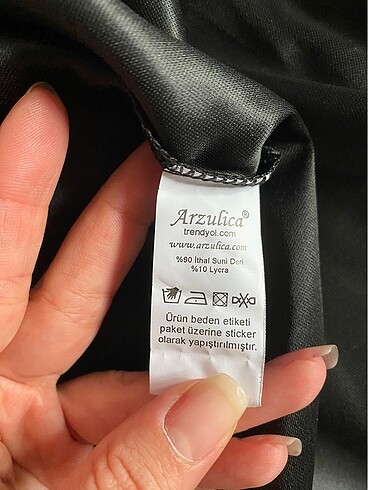 Arzulica®
trendyol.com
www.arzulica.com
%90 İthal Suni Deri
%10 Lycra
Ürün beden etiketi
paket üzerine sticker
olarak yapıştırılmıştır.